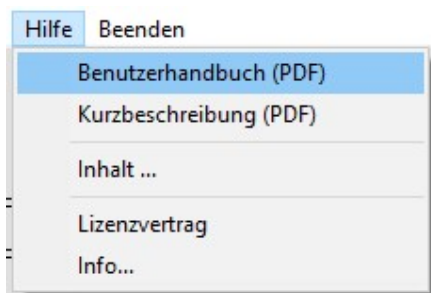 Hilfe Beenden
Benutzerhandbuch (PDF)
Kurzbeschreibung (PDF)
Inhalt ...
Lizenzvertrag
Info...